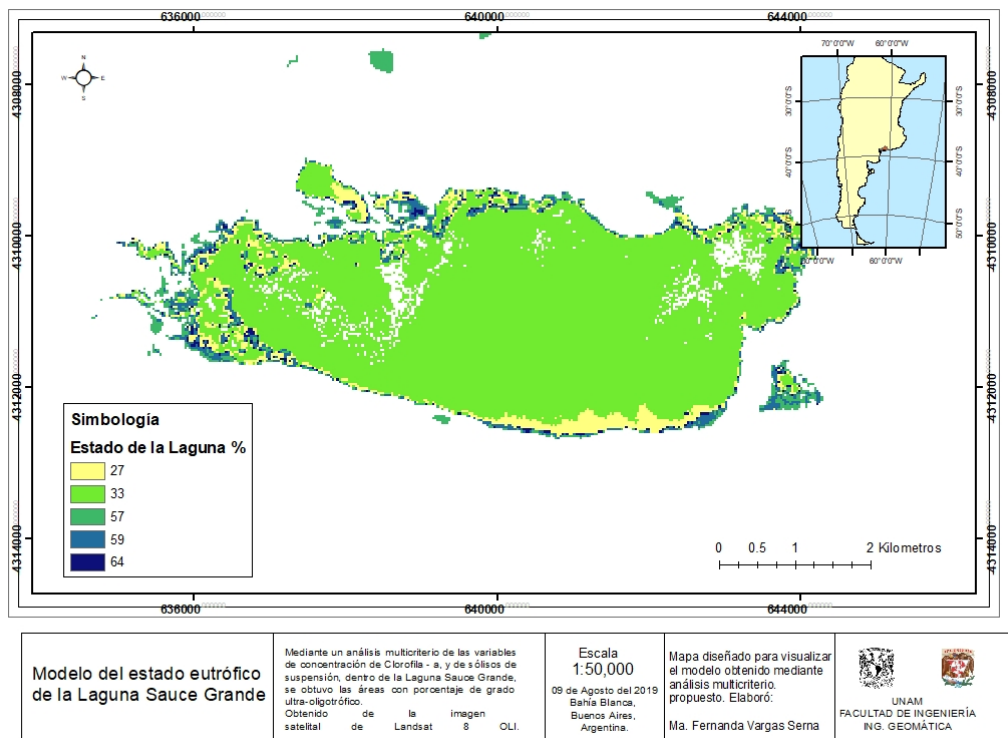 636000
640000
644000
4308000
4308000
4310000
4310000
4312000
4312000
4314000
4314000
N
W
E
S
70°0'0"W
60°0'0"W
30°0'0"S
30°0'0"S
40°0'0"S
40°0'0"S
50°0'0"S
50°0'0"S
60°0'0"W
Simbología
Estado de la Laguna %
27
33
57
59
64
0 0.5 1 2 Kilometros
636000
640000
644000
Modelo del estado eutrófico
de la Laguna Sauce Grande
Mediante un análisis multicriterio de las variables
de concentración de Clorofila - a, y de sólisos de
suspensión, dentro de la Laguna Sauce Grande,
se obtuvo las áreas con porcentaje de grado
ultra-oligotrófico.
Obtenido de la imagen
satelital de Landsat 8 OLI.
Escala
1:50,000
09 de Agosto del 2019
Bahía Blanca,
Buenos Aires,
Argentina.
Mapa diseñado para visualizar
el modelo obtenido mediante
análisis multicriterio.
propuesto. Elaboró:
Ma. Fernanda Vargas Serna
UNAM
FACULTAD DE INGENIERÍA
ING. GEOMÁTICA